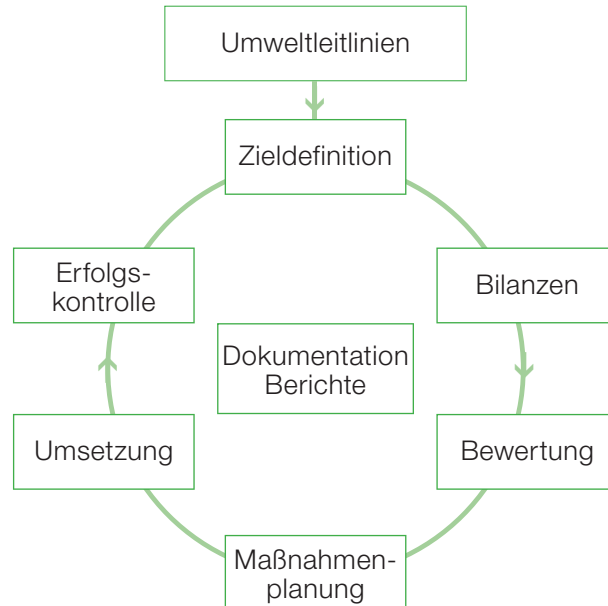 Umweltleitlinien
Zieldefinition
Erfolgs-
kontrolle
Bilanzen
Dokumentation
Berichte
Umsetzung
Bewertung
Maßnahmen-
planung